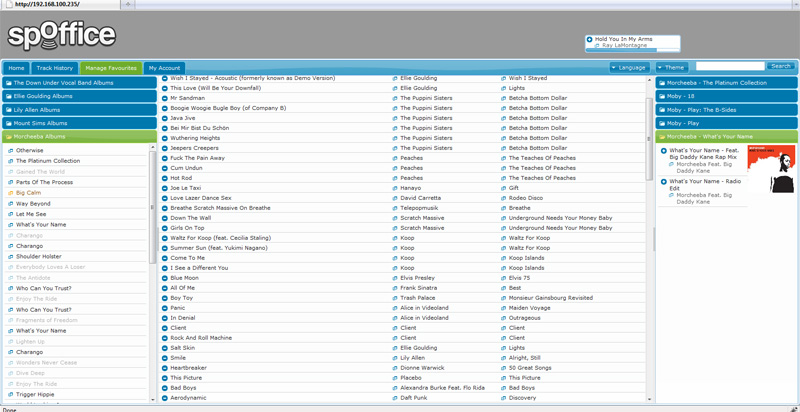 http://192.168.100.235/
spOffice
Hold You In My Arms
Ray LaMontagne
Home Track History Manage Favourites My Account Language Theme Search
The Down Under Vocal Band Albums
Ellie Goulding Albums
Lily Allen Albums
Mount Sims Albums
Morcheeba Albums
Otherwise
The Platinum Collection
Gained The World
Parts Of The Process
Big Calm
Way Beyond
Let Me See
What's Your Name
Charango
Charango
Shoulder Holster
Everybody Loves A Loser
The Antidote
Who Can You Trust?
Enjoy The Ride
Who Can You Trust?
Fragments of Freedom
What's Your Name
Lighten Up
Charango
Wonders Never Cease
Dive Deep
Enjoy The Ride
Trigger Hippie
Wish I Stayed - Acoustic (formerly known as Demo Version) Ellie Goulding Wish I Stayed
This Love (Will Be Your Downfall) Ellie Goulding Lights
Mr Sandman The Puppini Sisters Betcha Bottom Dollar
Boogie Woogie Bugle Boy (of Company B) The Puppini Sisters Betcha Bottom Dollar
Java Jive The Puppini Sisters Betcha Bottom Dollar
Bei Mir Bist Du Schön The Puppini Sisters Betcha Bottom Dollar
Wuthering Heights The Puppini Sisters Betcha Bottom Dollar
Jeepers Creepers The Puppini Sisters Betcha Bottom Dollar
Fuck The Pain Away Peaches The Teaches Of Peaches
Cum Undun Peaches The Teaches Of Peaches
Hot Rod Peaches The Teaches Of Peaches
Joe Le Taxi Hanayo Gift
Love Lazer Dance Sex David Carretta Rodeo Disco
Breathe Scratch Massive On Breathe Telepopmusik Breathe
Down The Wall Scratch Massive Underground Needs Your Money Baby
Girls On Top Scratch Massive Underground Needs Your Money Baby
Waltz For Koop (feat. Cecilia Staling) Koop Waltz For Koop
Summer Sun (feat. Yukimi Nagano) Koop Waltz For Koop
Come To Me Koop Koop Islands
I See a Different You Koop Koop Islands
Blue Moon Elvis Presley Elvis 75
All Of Me Frank Sinatra Best
Boy Toy Trash Palace Monsieur Gainsbourg Revisited
Panic Alice in Videoland Maiden Voyage
In Denial Alice in Videoland Outrageous
Client Client Client
Rock And Roll Machine Client Client
Salt Skin Ellie Goulding Lights
Smile Lily Allen Alright, Still
Heartbreaker Dionne Warwick 50 Great Songs
This Picture Placebo This Picture
Bad Boys Alexandra Burke Feat. Flo Rida Bad Boys
Aerodynamic Daft Punk Discovery
Morcheeba - The Platinum Collection
Moby - 18
Moby - Play: The B-Sides
Moby - Play
Morcheeba - What's Your Name
What's Your Name - Feat.
Big Daddy Kane Rap Mix
Morcheeba Feat. Big
Daddy Kane
What's Your Name - Radio
Edit
Morcheeba Feat. Big
Daddy Kane
Done